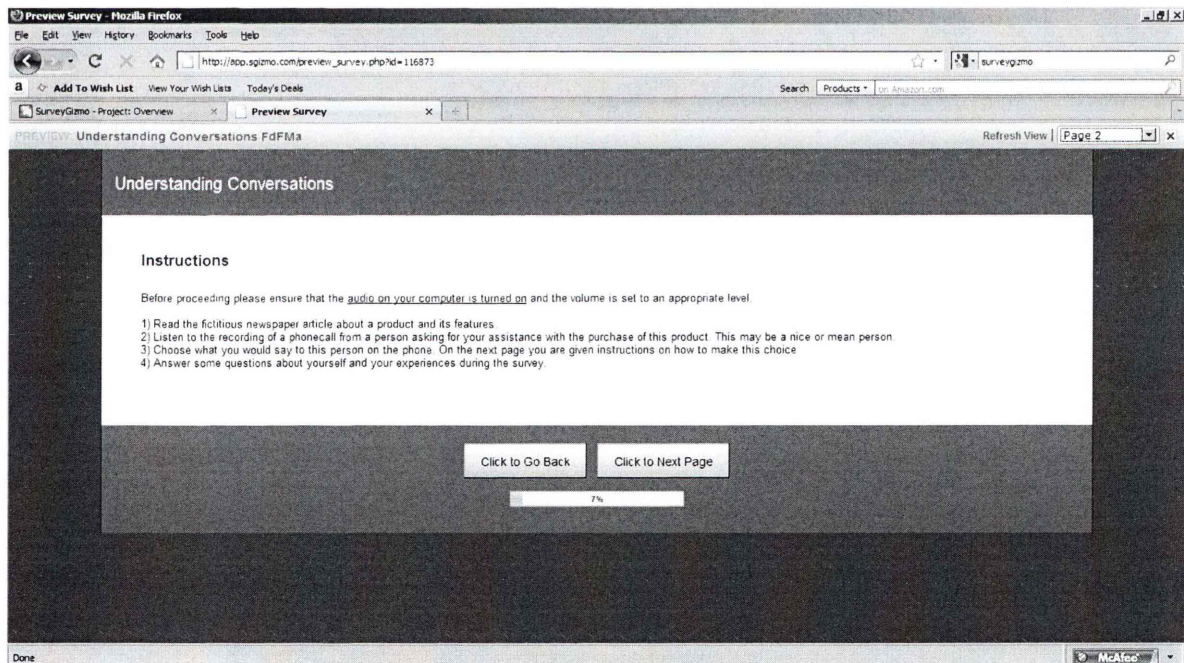 Preview Survey - Mozilla Firefox
File Edit View History Bookmarks Tools Help
http://app.sgizmo.com/preview_survey.php?id=116873
surveygizmo
a Add To Wish List View Your Wish Lists Today's Deals Search Products on Amazon.com
SurveyGizmo - Project: Overview Preview Survey
PREVIEW: Understanding Conversations FdFMa Refresh View | Page 2 x
Understanding Conversations
Instructions
Before proceeding please ensure that the audio on your computer is turned on and the volume is set to an appropriate level.
1) Read the fictitious newspaper article about a product and its features
2) Listen to the recording of a phonecall from a person asking for your assistance with the purchase of this product. This may be a nice or mean person
3) Choose what you would say to this person on the phone. On the next page you are given instructions on how to make this choice
4) Answer some questions about yourself and your experiences during the survey.
Click to Go Back Click to Next Page
7%
Done McAfee